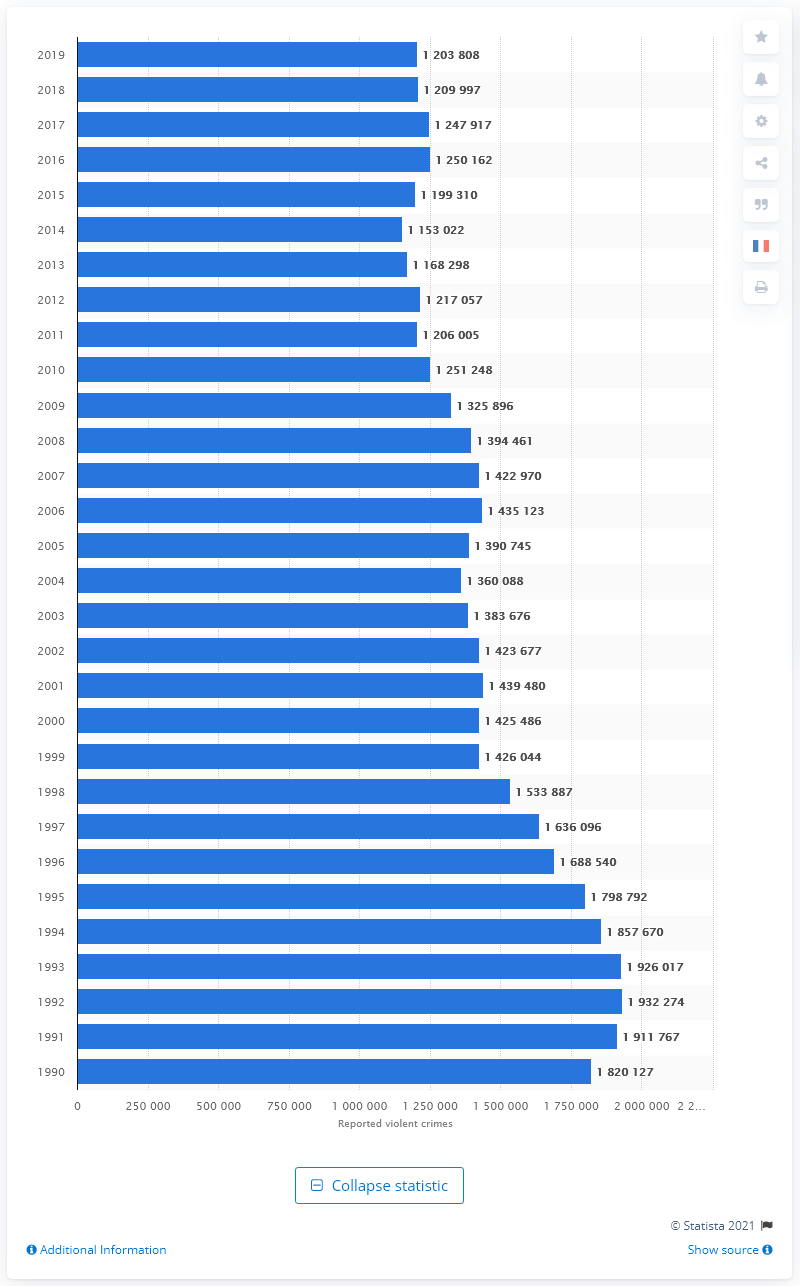 2019 1 203 808
2018 1 209 997
2017 1 247 917
2016 1 250 162
2015 1 199 310
2014 1 153 022
2013 1 168 298
2012 1 217 057
2011 1 206 005
2010 1 251 248
2009 1 325 896
2008 1 394 461
2007 1 422 970
2006 1 435 123
2005 1 390 745
2004 1 360 088
2003 1 383 676
2002 1 423 677
2001 1 439 480
2000 1 425 486
1999 1 426 044
1998 1 533 887
1997 1 636 096
1996 1 688 540
1995 1 798 792
1994 1 857 670
1993 1 926 017
1992 1 932 274
1991 1 911 767
1990 1 820 127
0 250 000 500 000 750 000 1 000 000 1 250 000 1 500 000 1 750 000 2 000 000 2 2…
Reported violent crimes
Collapse statistic
© Statista 2021
Additional Information Show source